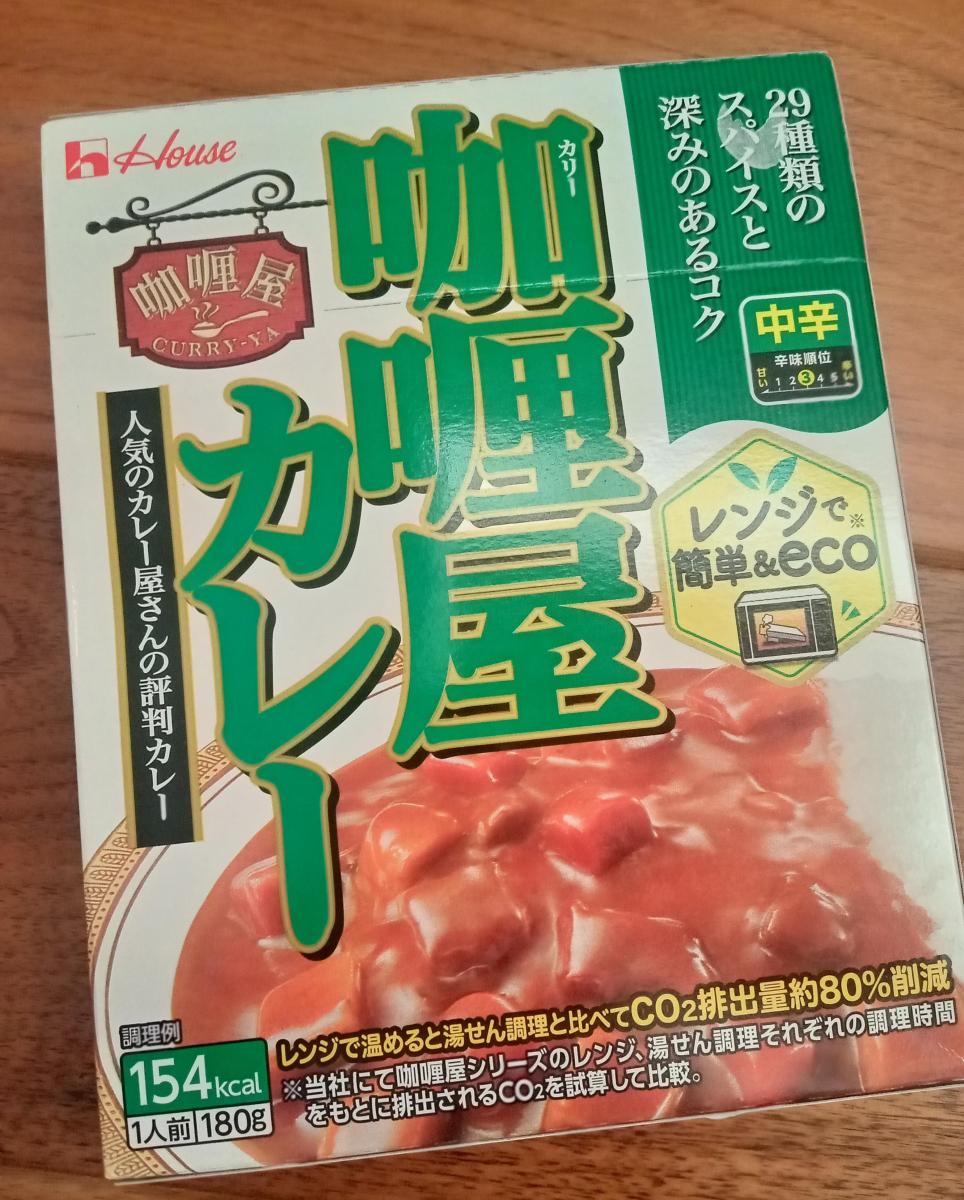 House
咖喱屋
CURRY-YA
カリー
咖喱屋
カレー
29種類の
スパイスと
深みのあるコク
中辛
辛味順位
甘い 1 2 3 4 5 辛い
人気のカレー屋さんの評判カレー
レンジで※
簡単&eco
レンジで温めると湯せん調理と比べてCO2排出量約80%削減
※当社にて咖喱屋シリーズのレンジ、湯せん調理それぞれの調理時間
をもとに排出されるCO2を試算して比較。
調理例
154kcal
1人前 180g